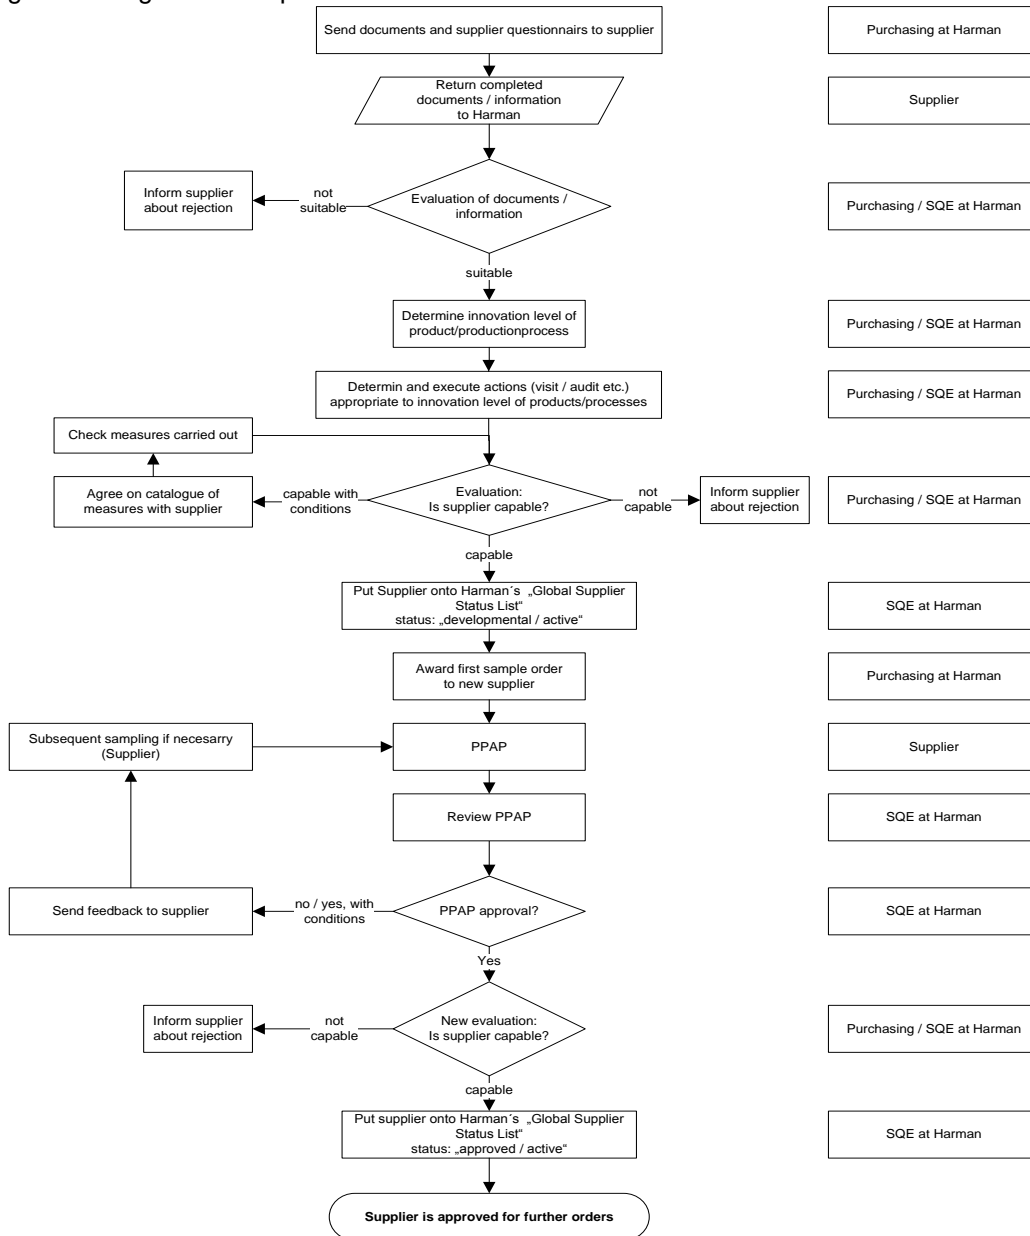 Send documents and supplier questionnairs to supplier
Purchasing at Harman
Return completed
documents / information
to Harman
Supplier
Inform supplier
about rejection
not
suitable
Evaluation of documents /
information
Purchasing / SQE at Harman
suitable
Determine innovation level of
product/productionprocess
Purchasing / SQE at Harman
Determin and execute actions (visit / audit etc.)
appropriate to innovation level of products/processes
Purchasing / SQE at Harman
Check measures carried out
Agree on catalogue of
measures with supplier
capable with
conditions
Evaluation:
Is supplier capable?
not
capable
Inform supplier
about rejection
Purchasing / SQE at Harman
capable
Put Supplier onto Harman´s „Global Supplier
Status List“
status: „developmental / active“
SQE at Harman
Award first sample order
to new supplier
Purchasing at Harman
Subsequent sampling if necesarry
(Supplier)
PPAP
Supplier
Review PPAP
SQE at Harman
Send feedback to supplier
no / yes, with
conditions
PPAP approval?
SQE at Harman
Yes
Inform supplier
about rejection
not
capable
New evaluation:
Is supplier capable?
Purchasing / SQE at Harman
capable
Put supplier onto Harman´s „Global Supplier
Status List“
status: „approved / active“
SQE at Harman
Supplier is approved for further orders